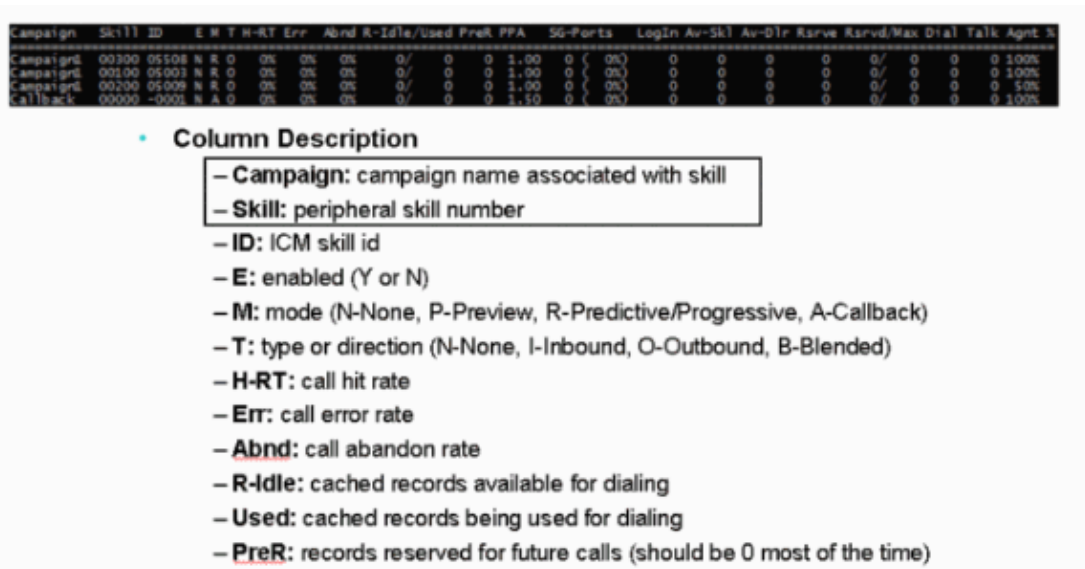 Campaign Skill ID E M T H-RT Err Abnd R-Idle/Used PreR PPA SG-Ports LogIn Av-Skl Av-Dlr Rsrve Rsrvd/Max Dial Talk Agnt %
00300 05508 N R O 0% 0% 0% 0/ 0 0 1.00 0 ( 0%) 0 0 0 0 0/ 0 0 0 100%
00100 05003 N R O 0% 0% 0% 0/ 0 0 1.00 0 ( 0%) 0 0 0 0 0/ 0 0 0 100%
00200 05009 N R O 0% 0% 0% 0/ 0 0 1.00 0 ( 0%) 0 0 0 0 0/ 0 0 0 50%
Callback 00000 -0001 N A O 0% 0% 0% 0/ 0 0 1.50 0 ( 0%) 0 0 0 0 0/ 0 0 0 100%
• Column Description
– Campaign: campaign name associated with skill
– Skill: peripheral skill number
– ID: ICM skill id
– E: enabled (Y or N)
– M: mode (N-None, P-Preview, R-Predictive/Progressive, A-Callback)
– T: type or direction (N-None, I-Inbound, O-Outbound, B-Blended)
– H-RT: call hit rate
– Err: call error rate
– Abnd: call abandon rate
– R-Idle: cached records available for dialing
– Used: cached records being used for dialing
– PreR: records reserved for future calls (should be 0 most of the time)